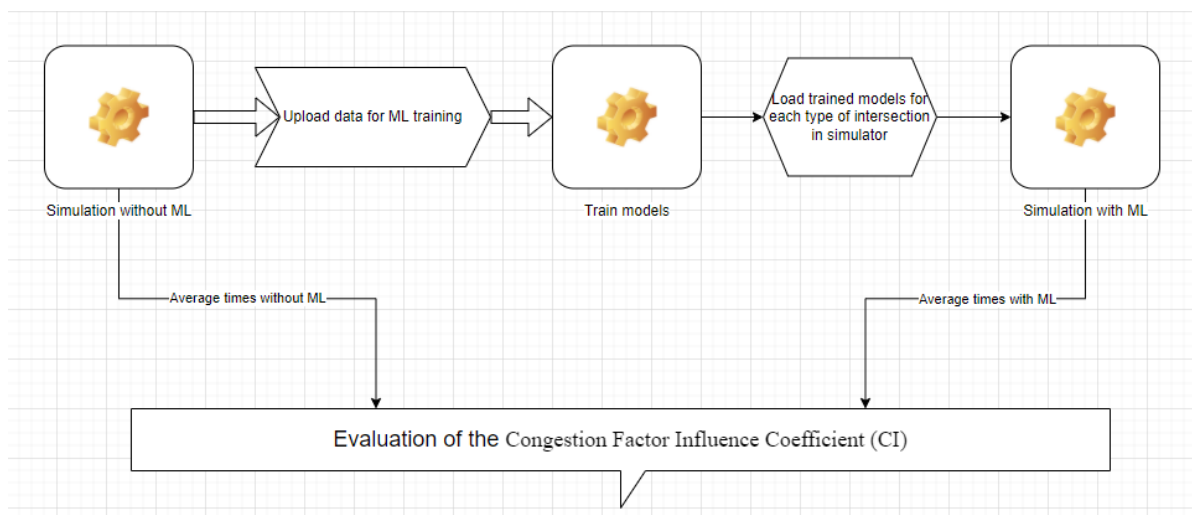 Upload data for ML training
Load trained models for
each type of intersection
in simulator
Simulation without ML
Train models
Simulation with ML
Average times without ML
Average times with ML
Evaluation of the Congestion Factor Influence Coefficient (CI)